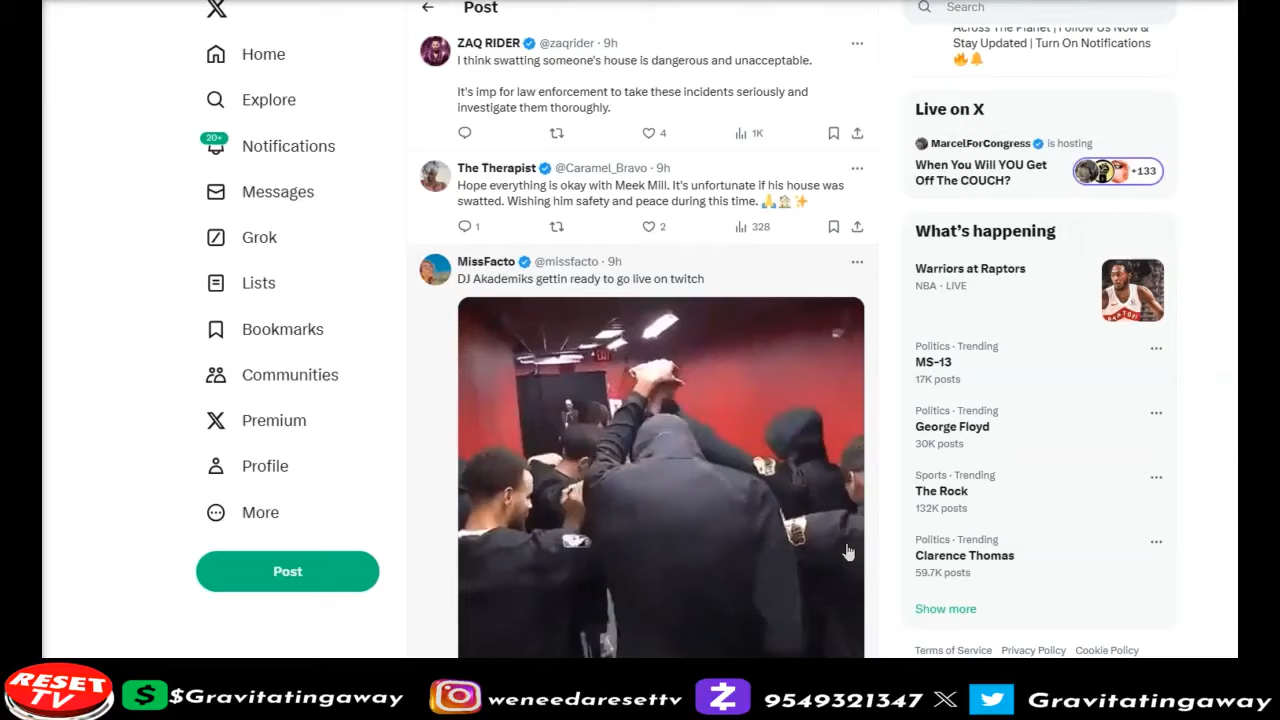 Home
Explore
20+
Notifications
Messages
Grok
Lists
Bookmarks
Communities
Premium
Profile
More
Post
Post
ZAQ RIDER @zaqrider · 9h
I think swatting someone's house is dangerous and unacceptable.
It's imp for law enforcement to take these incidents seriously and
investigate them thoroughly.
4 1K
The Therapist @Caramel_Bravo · 9h
Hope everything is okay with Meek Mill. It's unfortunate if his house was
swatted. Wishing him safety and peace during this time. 🙏🏠✨
1 2 328
MissFacto @missfacto · 9h
DJ Akademiks gettin ready to go live on twitch
EXIT
Search
Across The Planet | Follow Us Now &
Stay Updated | Turn On Notifications
🔥🔔
Live on X
MarcelForCongress is hosting
When You Will YOU Get
Off The COUCH?
+133
What's happening
Warriors at Raptors
NBA · LIVE
Politics · Trending
MS-13
17K posts
Politics · Trending
George Floyd
30K posts
Sports · Trending
The Rock
132K posts
Politics · Trending
Clarence Thomas
59.7K posts
Show more
Terms of Service Privacy Policy Cookie Policy
RESET
TV
$Gravitatingaway
weneedaresettv
9549321347
Gravitatingaway